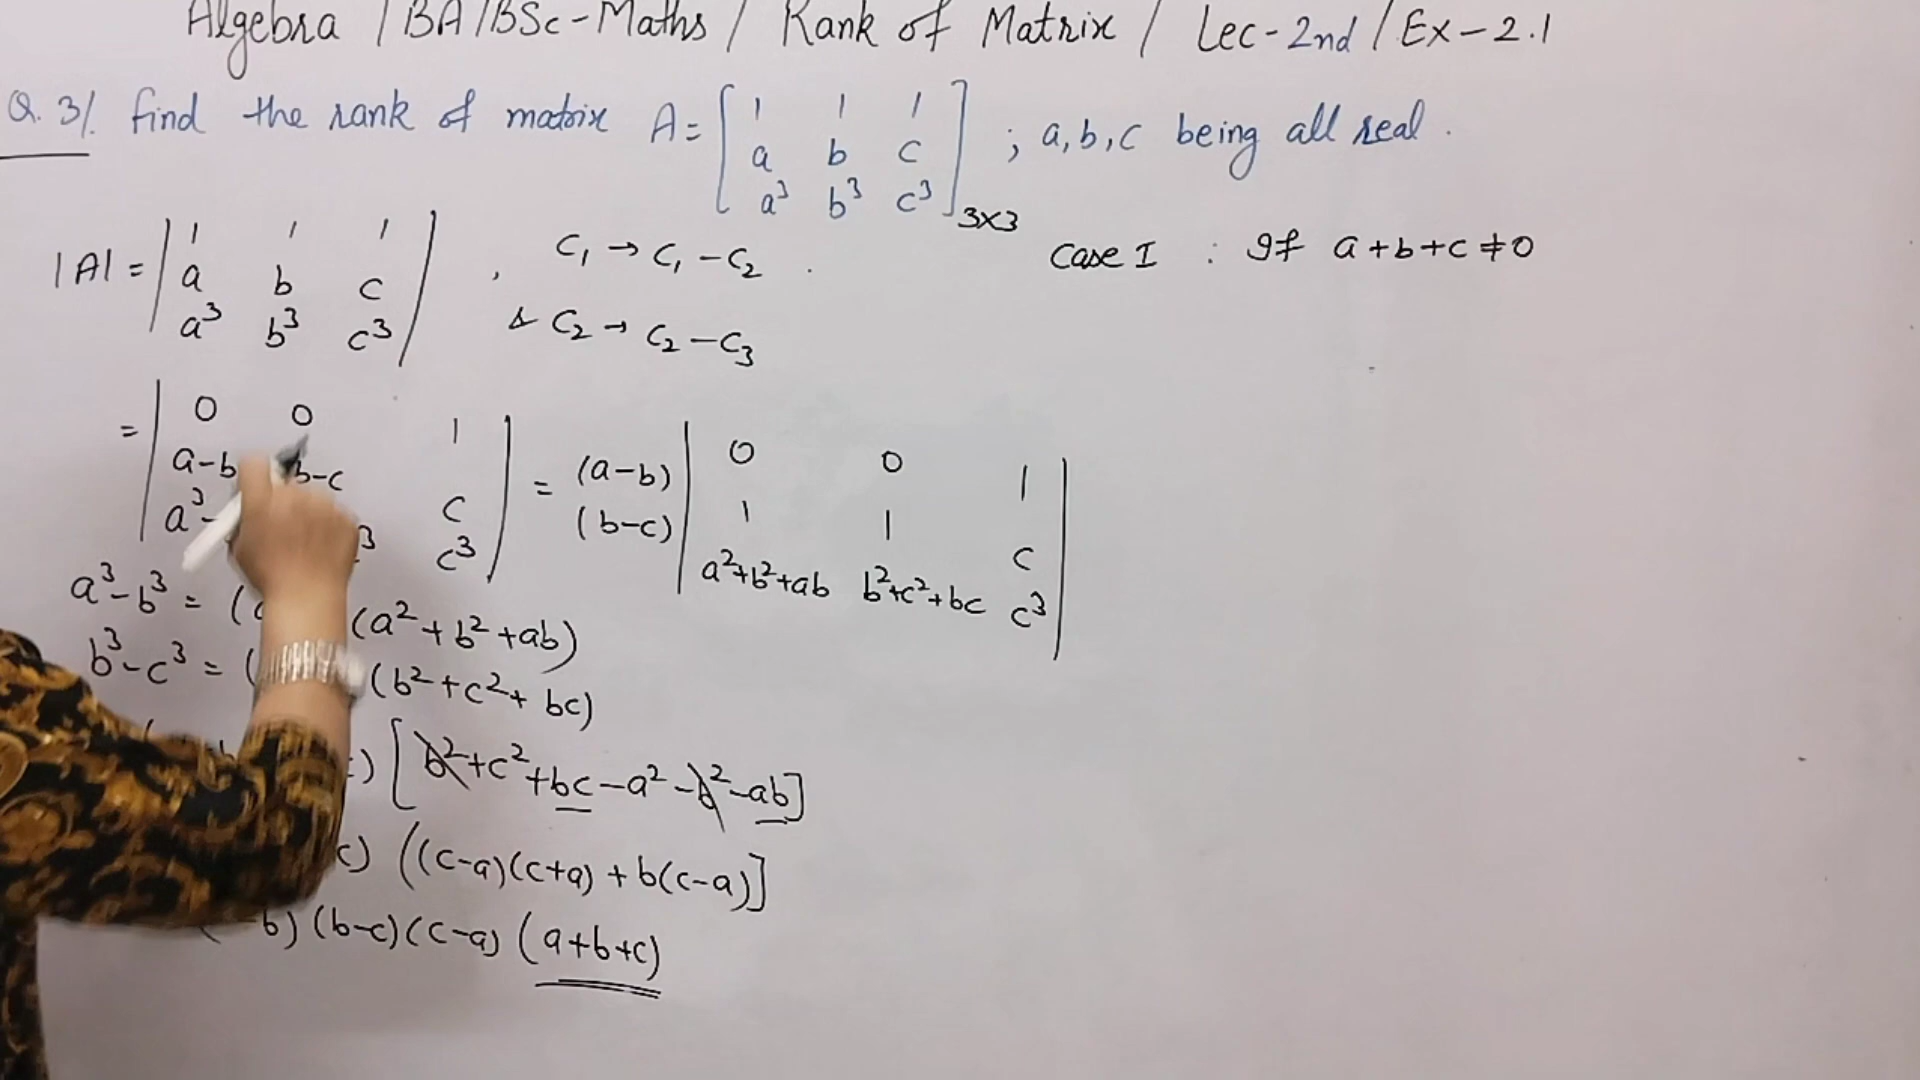 Algebra / BA/BSc-Maths / Rank of Matrix / Lec-2nd / Ex-2.1
Q.3/. find the rank of matrix A = [ 1 1 1 ; a, b, c being all real.
a b c
a³ b³ c³ ]3×3
|A| = | 1 1 1
a b c
a³ b³ c³ | , C₁ → C₁ - C₂ .
& C₂ → C₂ - C₃
= | 0 0 1
a-b b-c c
a³- ³ c³ | = (a-b) (b-c) | 0 0 1
1 1 c
a²+b²+ab b²+c²+bc c³ |
a³-b³ = ( (a²+b²+ab)
b³-c³ = ( (b²+c²+bc)
) [b²+c²+bc-a²-b²-ab]
c) ((c-a)(c+a)+b(c-a)]
b)(b-c)(c-a)(a+b+c)
Case I : If a+b+c≠0